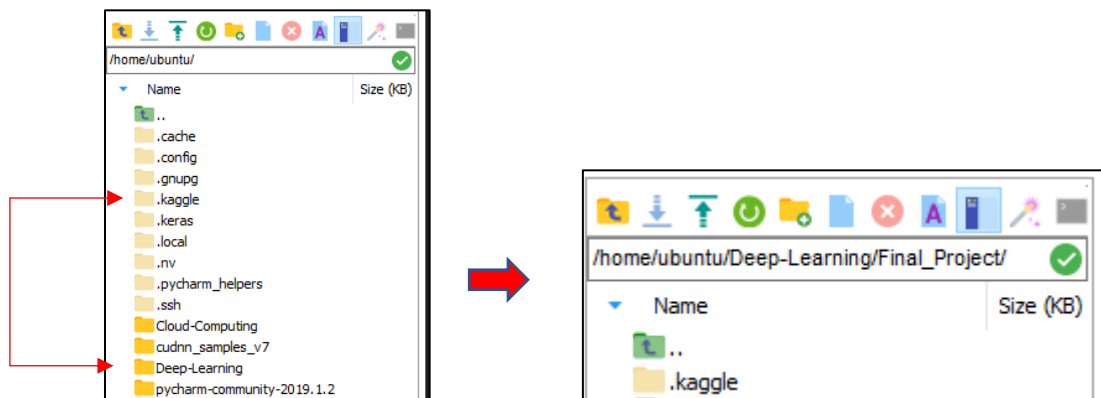 /home/ubuntu/
Name Size (KB)
..
.cache
.config
.gnupg
.kaggle
.keras
.local
.nv
.pycharm_helpers
.ssh
Cloud-Computing
cudnn_samples_v7
Deep-Learning
pycharm-community-2019.1.2
/home/ubuntu/Deep-Learning/Final_Project/
Name Size (KB)
..
.kaggle